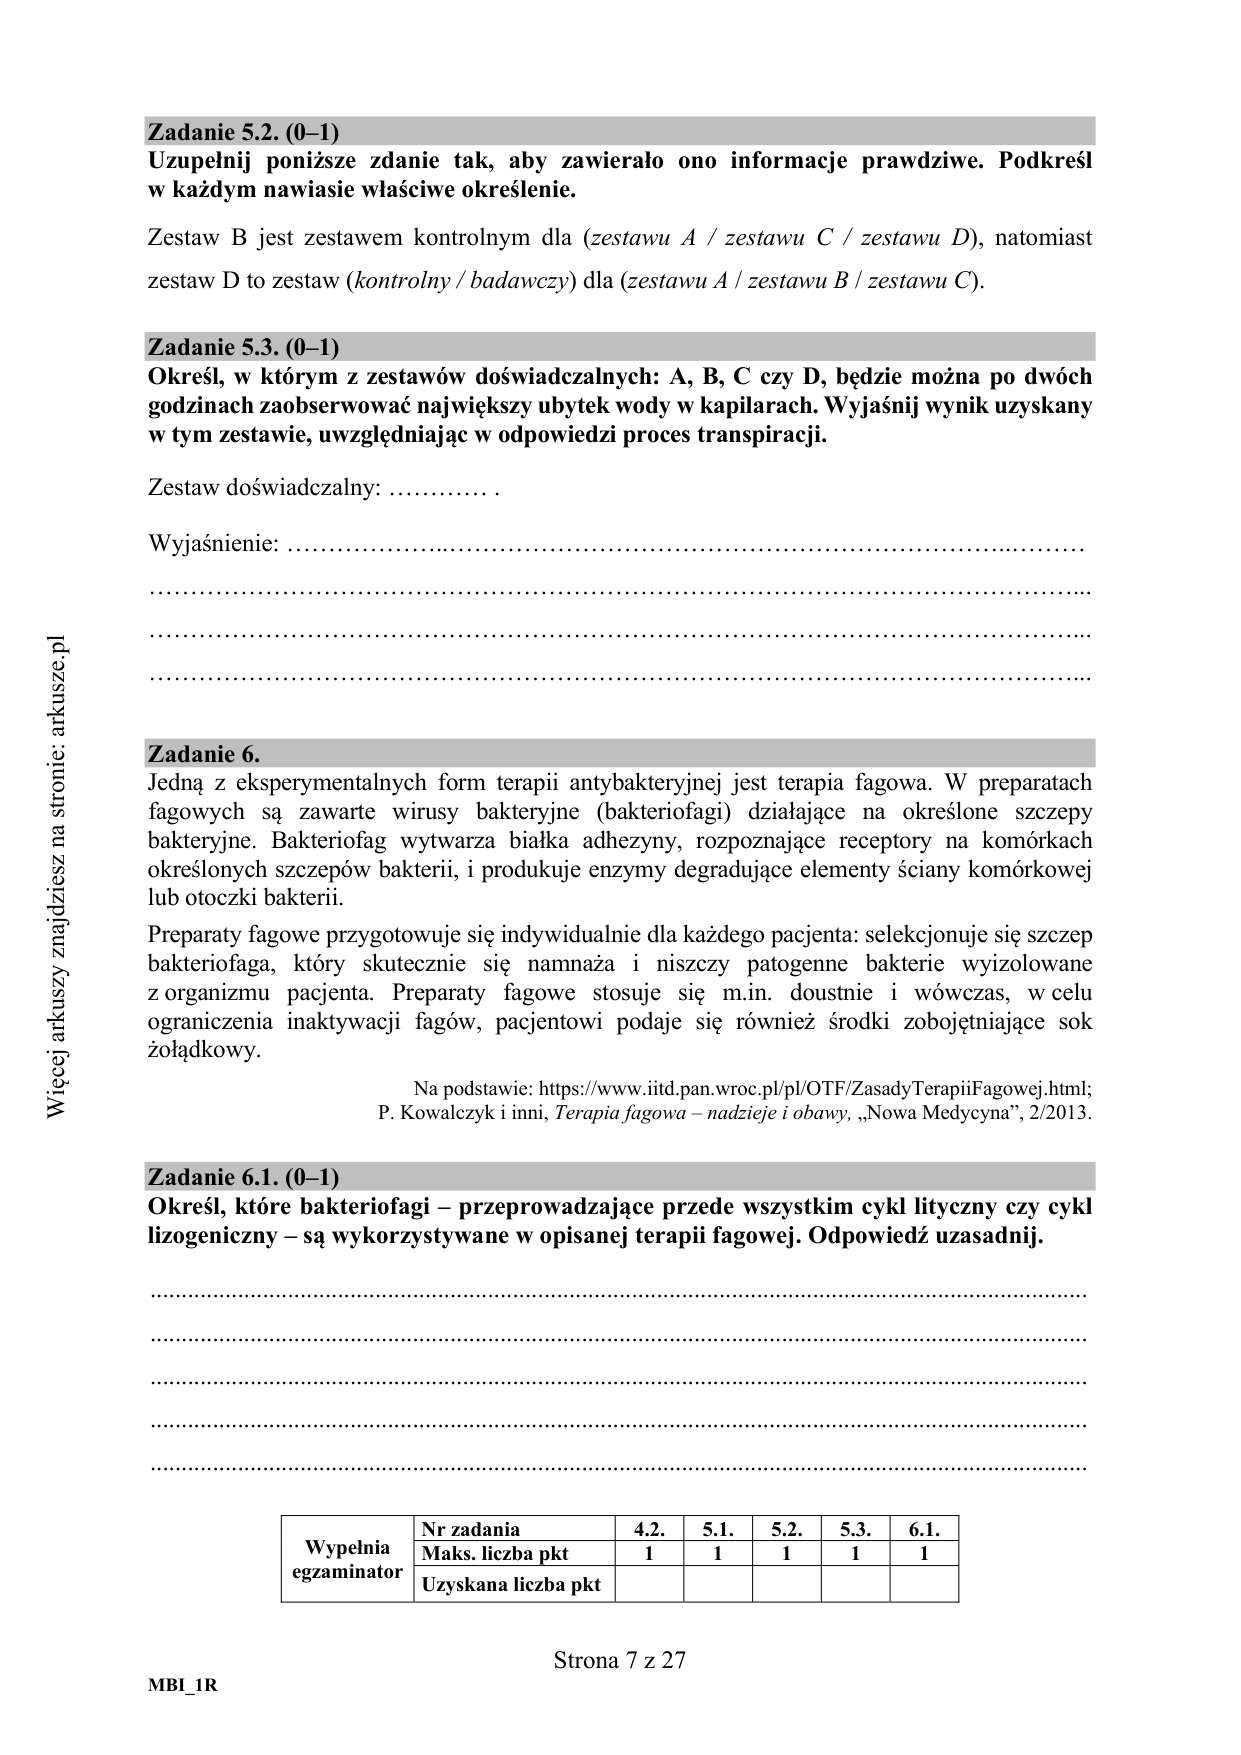 Zadanie 5.2. (0–1)
Uzupełnij poniższe zdanie tak, aby zawierało ono informacje prawdziwe. Podkreśl
w każdym nawiasie właściwe określenie.
Zestaw B jest zestawem kontrolnym dla (zestawu A / zestawu C / zestawu D), natomiast
zestaw D to zestaw (kontrolny / badawczy) dla (zestawu A / zestawu B / zestawu C).
Zadanie 5.3. (0–1)
Określ, w którym z zestawów doświadczalnych: A, B, C czy D, będzie można po dwóch
godzinach zaobserwować największy ubytek wody w kapilarach. Wyjaśnij wynik uzyskany
w tym zestawie, uwzględniając w odpowiedzi proces transpiracji.
Zestaw doświadczalny: ………… .
Wyjaśnienie: ………………..…………………………………………………………..………
…………………………………………………………………………………………………...
…………………………………………………………………………………………………...
…………………………………………………………………………………………………...
Zadanie 6.
Jedną z eksperymentalnych form terapii antybakteryjnej jest terapia fagowa. W preparatach
fagowych są zawarte wirusy bakteryjne (bakteriofagi) działające na określone szczepy
bakteryjne. Bakteriofag wytwarza białka adhezyny, rozpoznające receptory na komórkach
określonych szczepów bakterii, i produkuje enzymy degradujące elementy ściany komórkowej
lub otoczki bakterii.
Preparaty fagowe przygotowuje się indywidualnie dla każdego pacjenta: selekcjonuje się szczep
bakteriofaga, który skutecznie się namnaża i niszczy patogenne bakterie wyizolowane
z organizmu pacjenta. Preparaty fagowe stosuje się m.in. doustnie i wówczas, w celu
ograniczenia inaktywacji fagów, pacjentowi podaje się również środki zobojętniające sok
żołądkowy.
Na podstawie: https://www.iitd.pan.wroc.pl/pl/OTF/ZasadyTerapiiFagowej.html;
P. Kowalczyk i inni, Terapia fagowa – nadzieje i obawy, „Nowa Medycyna”, 2/2013.
Zadanie 6.1. (0–1)
Określ, które bakteriofagi – przeprowadzające przede wszystkim cykl lityczny czy cykl
lizogeniczny – są wykorzystywane w opisanej terapii fagowej. Odpowiedź uzasadnij.
......................................................................................................................................................
......................................................................................................................................................
......................................................................................................................................................
......................................................................................................................................................
......................................................................................................................................................
Wypełnia egzaminator
Nr zadania 4.2. 5.1. 5.2. 5.3. 6.1.
Maks. liczba pkt 1 1 1 1 1
Uzyskana liczba pkt
Strona 7 z 27
MBI_1R
Więcej arkuszy znajdziesz na stronie: arkusze.pl